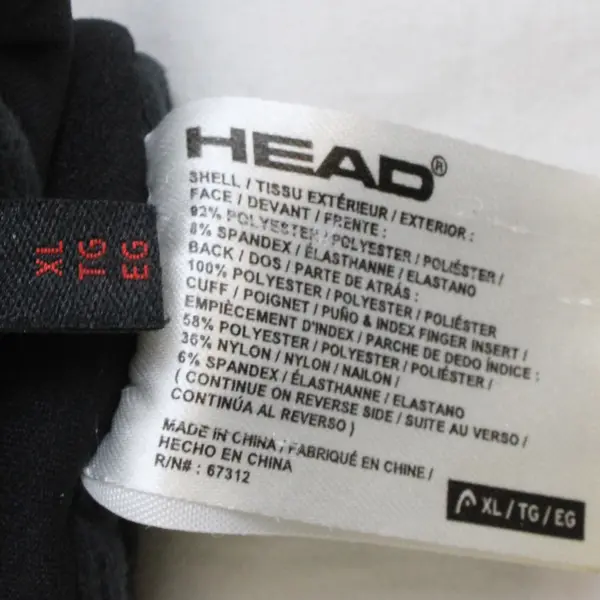 HEAD®
SHELL / TISSU EXTÉRIEUR / EXTERIOR :
FACE / DEVANT / FRENTE :
92% POLYESTER / POLYESTER / POLIÉSTER /
8% SPANDEX / ÉLASTHANNE / ELASTANO
BACK / DOS / PARTE DE ATRÁS :
100% POLYESTER / POLYESTER / POLIÉSTER
CUFF / POIGNET / PUÑO & INDEX FINGER INSERT /
EMPIÈCEMENT D'INDEX / PARCHE DE DEDO ÍNDICE :
58% POLYESTER / POLYESTER / POLIÉSTER /
36% NYLON / NYLON / NAILON /
6% SPANDEX / ÉLASTHANNE / ELASTANO
( CONTINUE ON REVERSE SIDE / SUITE AU VERSO /
CONTINÚA AL REVERSO )
MADE IN CHINA / FABRIQUÉ EN CHINE /
HECHO EN CHINA
R/N# : 67312
XL / TG / EG
XL
TG
EG